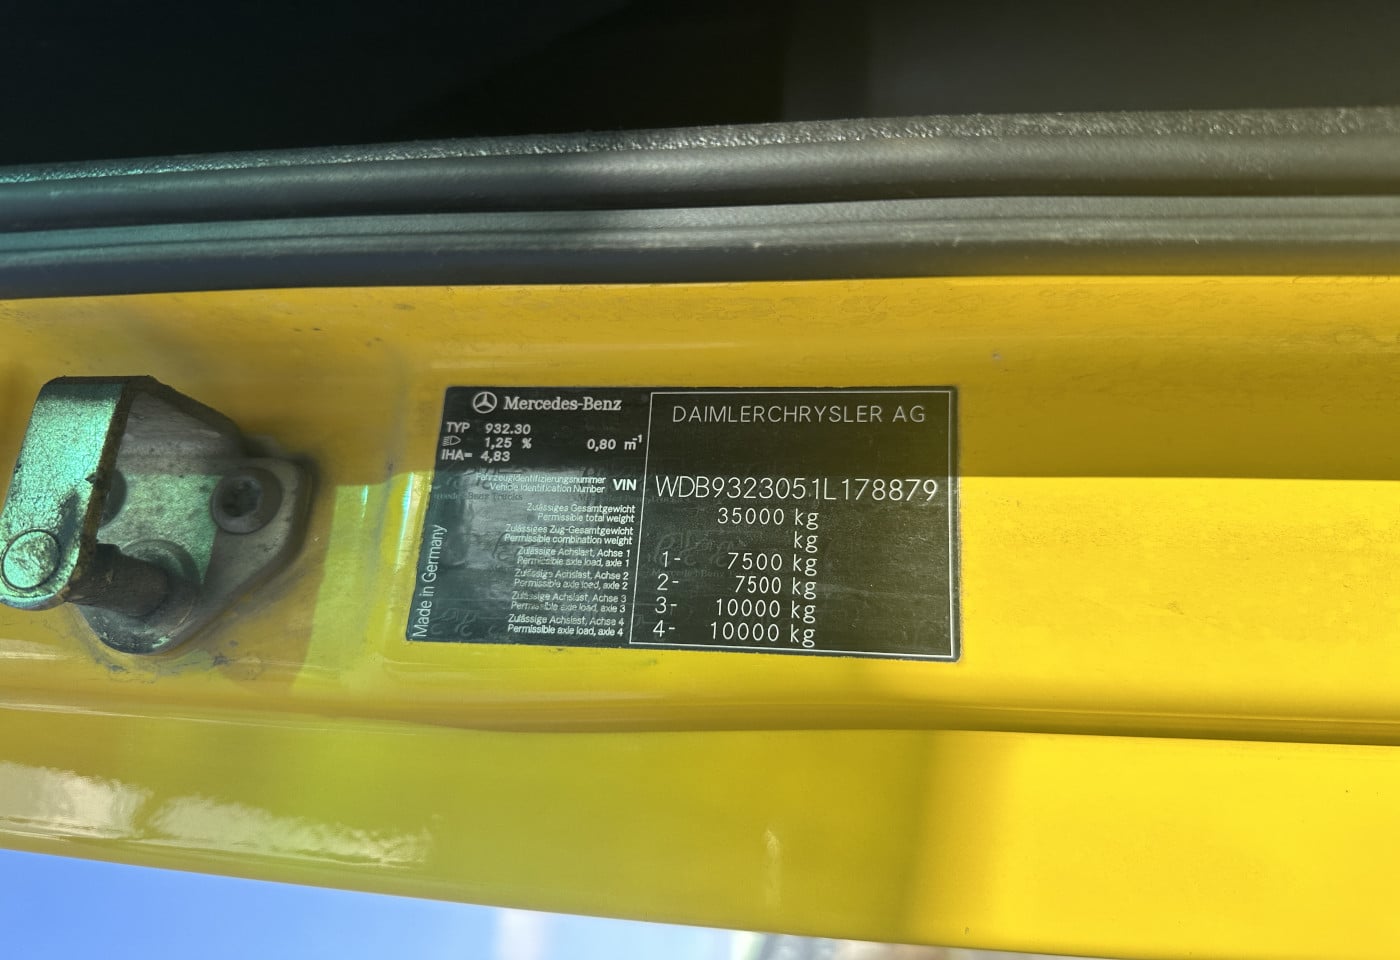 Mercedes-Benz
DAIMLERCHRYSLER AG
TYP 932.30
1,25 % 0,80 m-1
IHA= 4,83
Fahrzeugidentifizierungsnummer
Vehicle Identification Number
VIN WDB9323051L178879
Zulässiges Gesamtgewicht
Permissible total weight
35000 kg
Zulässiges Zug-Gesamtgewicht
Permissible combination weight
kg
Zulässige Achslast, Achse 1
Permissible axle load, axle 1
1- 7500 kg
Zulässige Achslast, Achse 2
Permissible axle load, axle 2
2- 7500 kg
Zulässige Achslast, Achse 3
Permissible axle load, axle 3
3- 10000 kg
Zulässige Achslast, Achse 4
Permissible axle load, axle 4
4- 10000 kg
Made in Germany